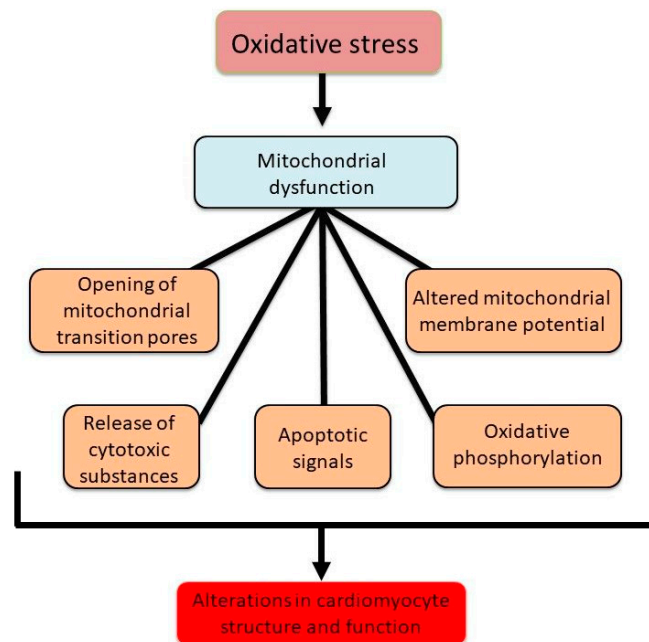 Oxidative stress
Mitochondrial
dysfunction
Opening of
mitochondrial
transition pores
Altered mitochondrial
membrane potential
Release of
cytotoxic
substances
Apoptotic
signals
Oxidative
phosphorylation
Alterations in cardiomyocyte
structure and function